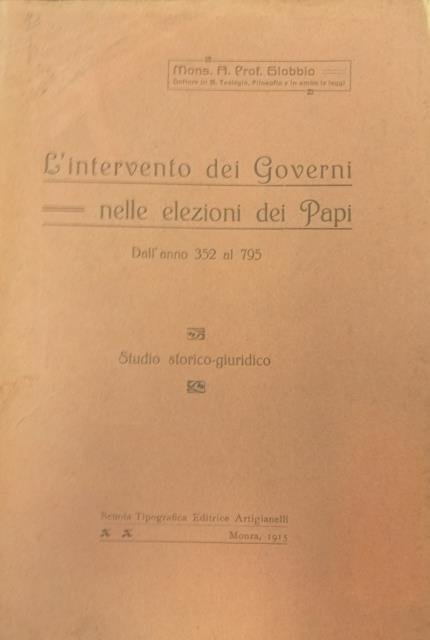 Mons. A. Prof. Giobbio
Dottore in S. Teologia, Filosofia e in ambe le leggi
L'intervento dei Governi
nelle elezioni dei Papi
Dall'anno 352 al 795
Studio storico-giuridico
Scuola Tipografica Editrice Artigianelli
Monza, 1915